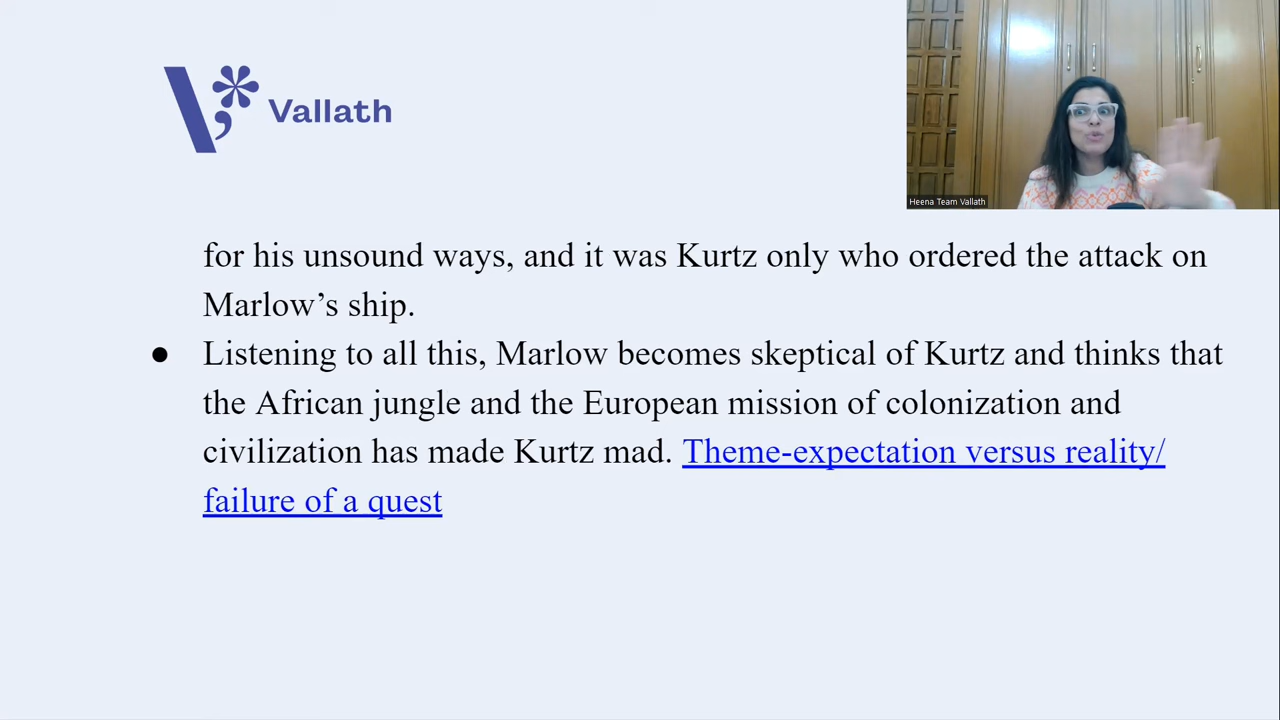 Vallath
Heena Team Vallath
for his unsound ways, and it was Kurtz only who ordered the attack on
Marlow’s ship.
● Listening to all this, Marlow becomes skeptical of Kurtz and thinks that
the African jungle and the European mission of colonization and
civilization has made Kurtz mad. Theme-expectation versus reality/
failure of a quest